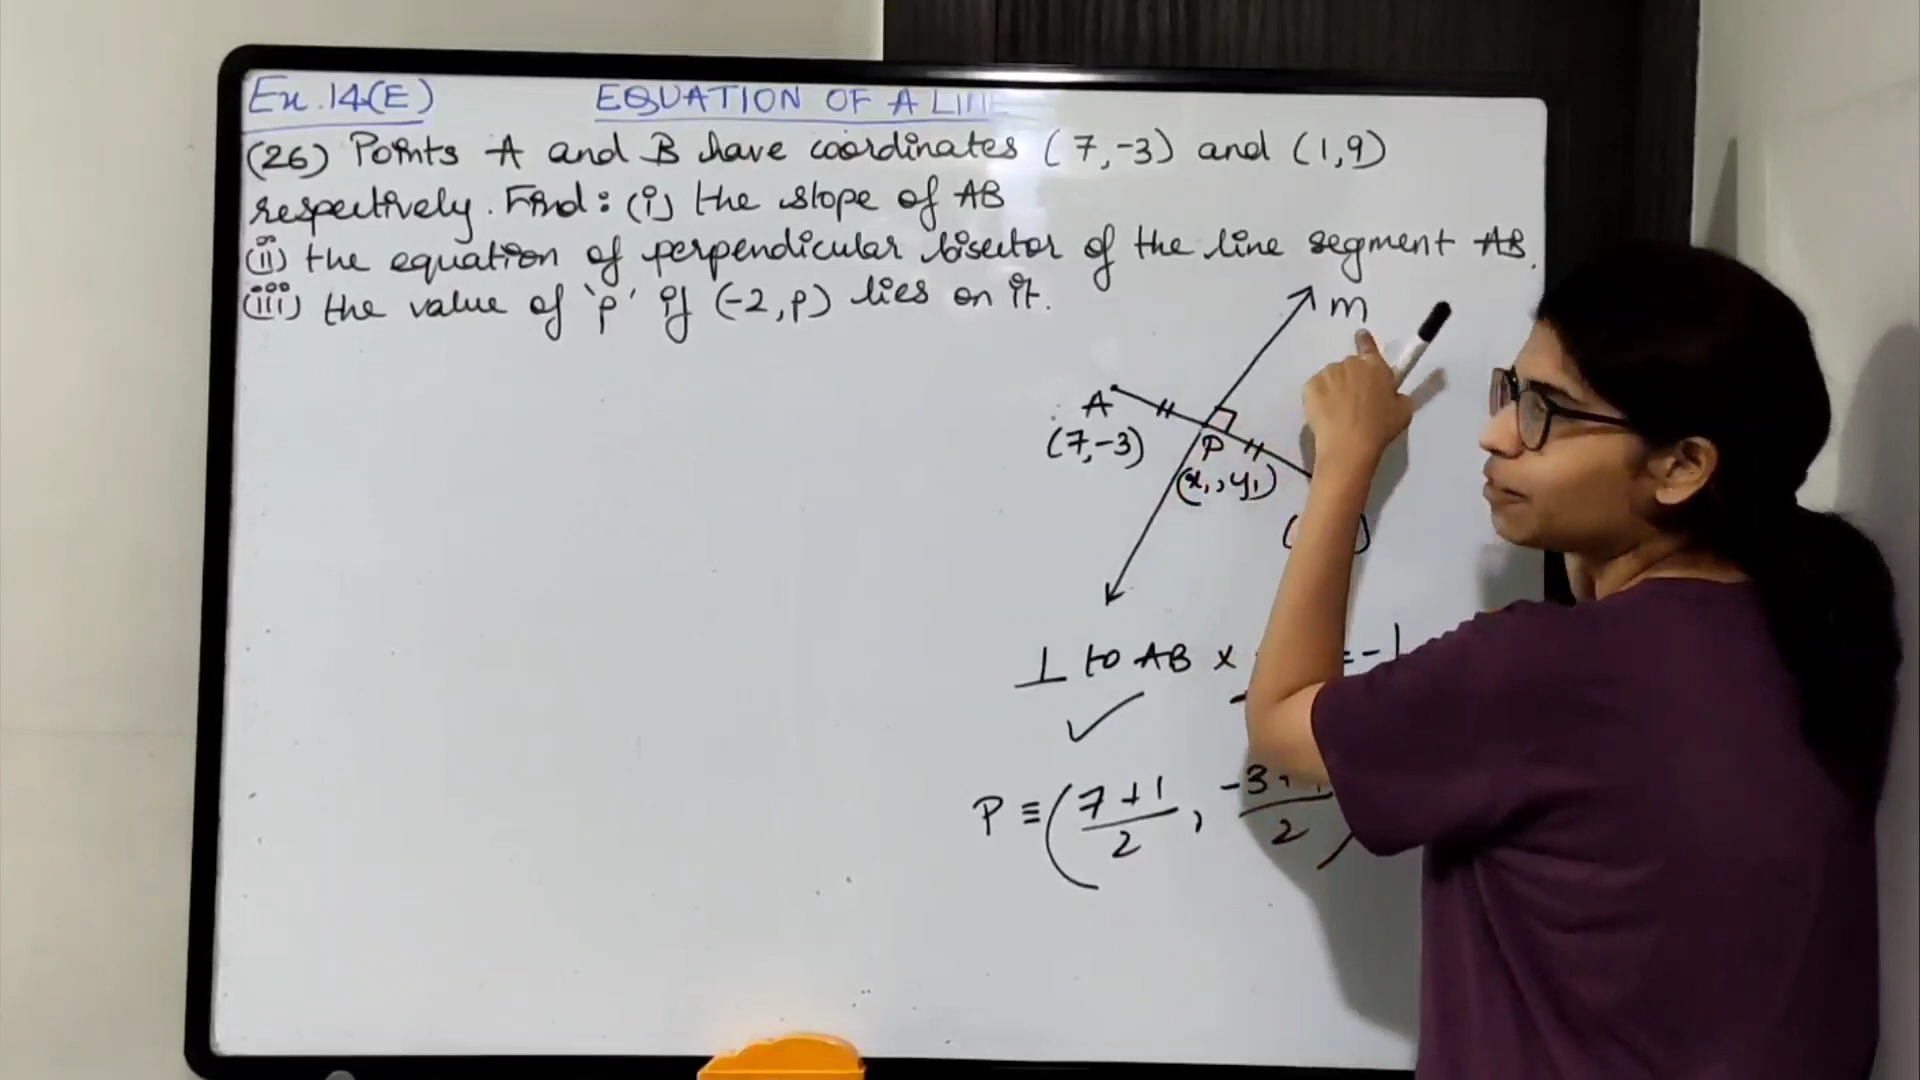 Ex. 14(E) EQUATION OF A LINE
(26) Points A and B have coordinates (7,-3) and (1,9)
respectively. Find: (i) the slope of AB
(ii) the equation of perpendicular bisector of the line segment AB.
(iii) the value of 'p' if (-2, p) lies on it.
m
A
(7,-3)
P
(x₁, y₁)
( )
⊥ to AB × = -1
✓
P ≡ (7+1/2, -3+ /2)